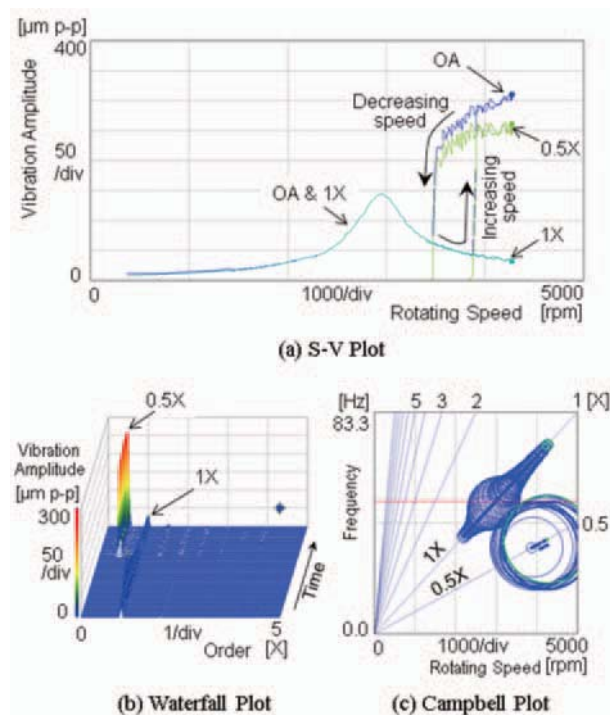 [μm p-p]
400
Vibration Amplitude
50
/div
0
OA
Decreasing
speed
0.5X
OA & 1X
Increasing
speed
1X
0
1000/div
5000
Rotating Speed [rpm]
(a) S-V Plot
0.5X
Vibration
Amplitude
[μm p-p]
300
50
/div
0
1X
Time
0
1/div
5
Order [X]
(b) Waterfall Plot
[Hz]
5 3 2 1 [X]
83.3
Frequency
0.5
1X
0.5X
0.0
0
1000/div
5000
Rotating Speed [rpm]
(c) Campbell Plot